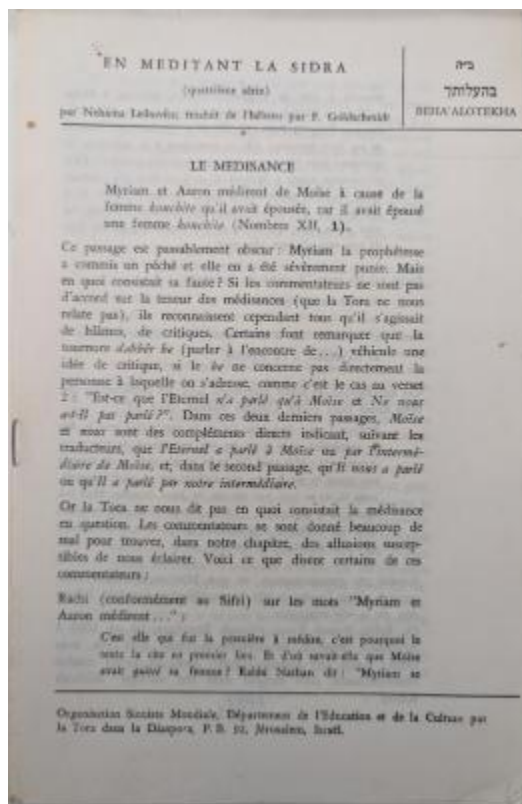 EN MEDITANT LA SIDRA
(quatrième série)
par Nehama Leibovitz, traduit de l'hébreu par F. Goldschmidt
ב״ה
בהעלותך
BEHA'ALOTEKHA
LE MEDISANCE
Myriam et Aaron médirent de Moïse à cause de la
femme kouchite qu'il avait épousée, car il avait épousé
une femme kouchite (Nombres XII, 1).
Ce passage est passablement obscur : Myriam la prophétesse
a commis un péché et elle en a été sévèrement punie. Mais
en quoi consistait sa faute ? Si les commentateurs ne sont pas
d'accord sur la teneur des médisances (que la Tora ne nous
relate pas), ils reconnaissent cependant tous qu'il s'agissait
de blâmes, de critiques. Certains font remarquer que la
tournure dabbér be (parler à l'encontre de...) véhicule une
idée de critique, si le be ne concerne pas directement la
personne à laquelle on s'adresse, comme c'est le cas au verset
2 : "Est-ce que l'Eternel n'a parlé qu'à Moïse et Ne nous
a-t-Il pas parlé ?". Dans ces deux derniers passages, Moïse
et nous sont des compléments directs indiquant, suivant les
traducteurs, que l'Eternel a parlé à Moïse ou par l'intermé-
diaire de Moïse, et, dans le second passage, qu'Il nous a parlé
ou qu'Il a parlé par notre intermédiaire.
Or la Tora ne nous dit pas en quoi consistait la médisance
en question. Les commentateurs se sont donné beaucoup de
mal pour trouver, dans notre chapitre, des allusions suscep-
tibles de nous éclairer. Voici ce que disent certains de ces
commentateurs :
Rachi (conformément au Sifri) sur les mots "Myriam et
Aaron médirent..." :
C'est elle qui fut la première à médire, c'est pourquoi le
texte la cite en premier lieu. Et d'où savait-elle que Moïse
avait quitté sa femme ? Rabbi Nathan dit : "Myriam se
Organisation Sioniste Mondiale, Département de l'Education et de la Culture par
la Tora dans la Diaspora, P.B. 92, Jérusalem, Israël.